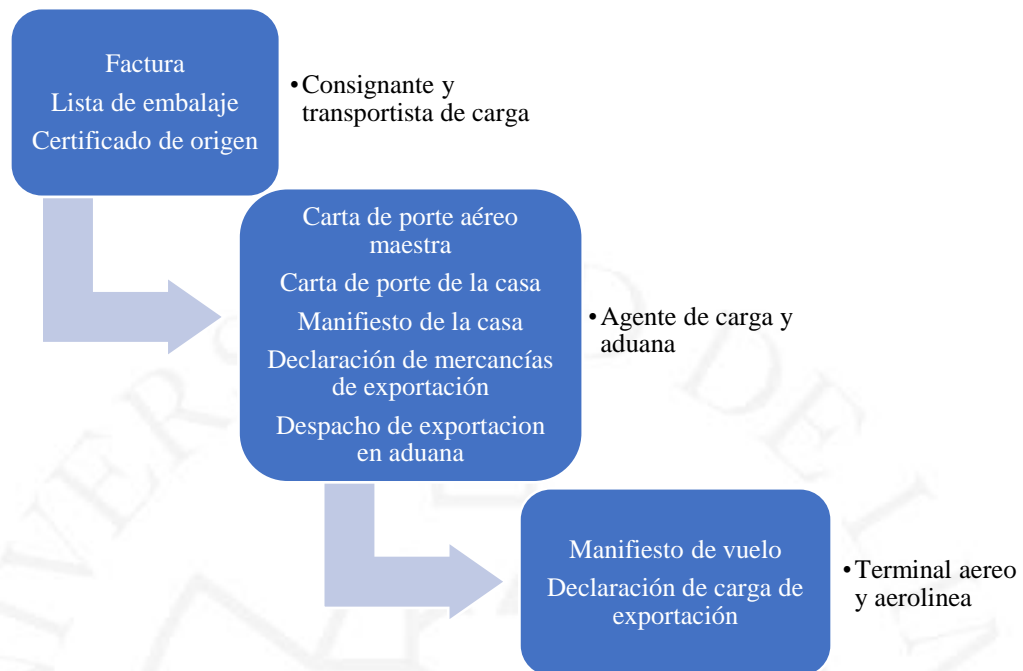 Factura
Lista de embalaje
Certificado de origen
•Consignante y
transportista de carga
Carta de porte aéreo
maestra
Carta de porte de la casa
Manifiesto de la casa
Declaración de mercancías
de exportación
Despacho de exportacion
en aduana
•Agente de carga y
aduana
Manifiesto de vuelo
Declaración de carga de
exportación
•Terminal aereo
y aerolinea